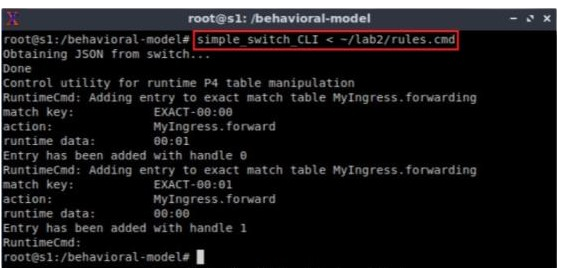 X root@s1: /behavioral-model
root@s1:/behavioral-model# simple_switch_CLI < ~/lab2/rules.cmd
Obtaining JSON from switch...
Done
Control utility for runtime P4 table manipulation
RuntimeCmd: Adding entry to exact match table MyIngress.forwarding
match key: EXACT-00:00
action: MyIngress.forward
runtime data: 00:01
Entry has been added with handle 0
RuntimeCmd: Adding entry to exact match table MyIngress.forwarding
match key: EXACT-00:01
action: MyIngress.forward
runtime data: 00:00
Entry has been added with handle 1
RuntimeCmd:
root@s1:/behavioral-model#